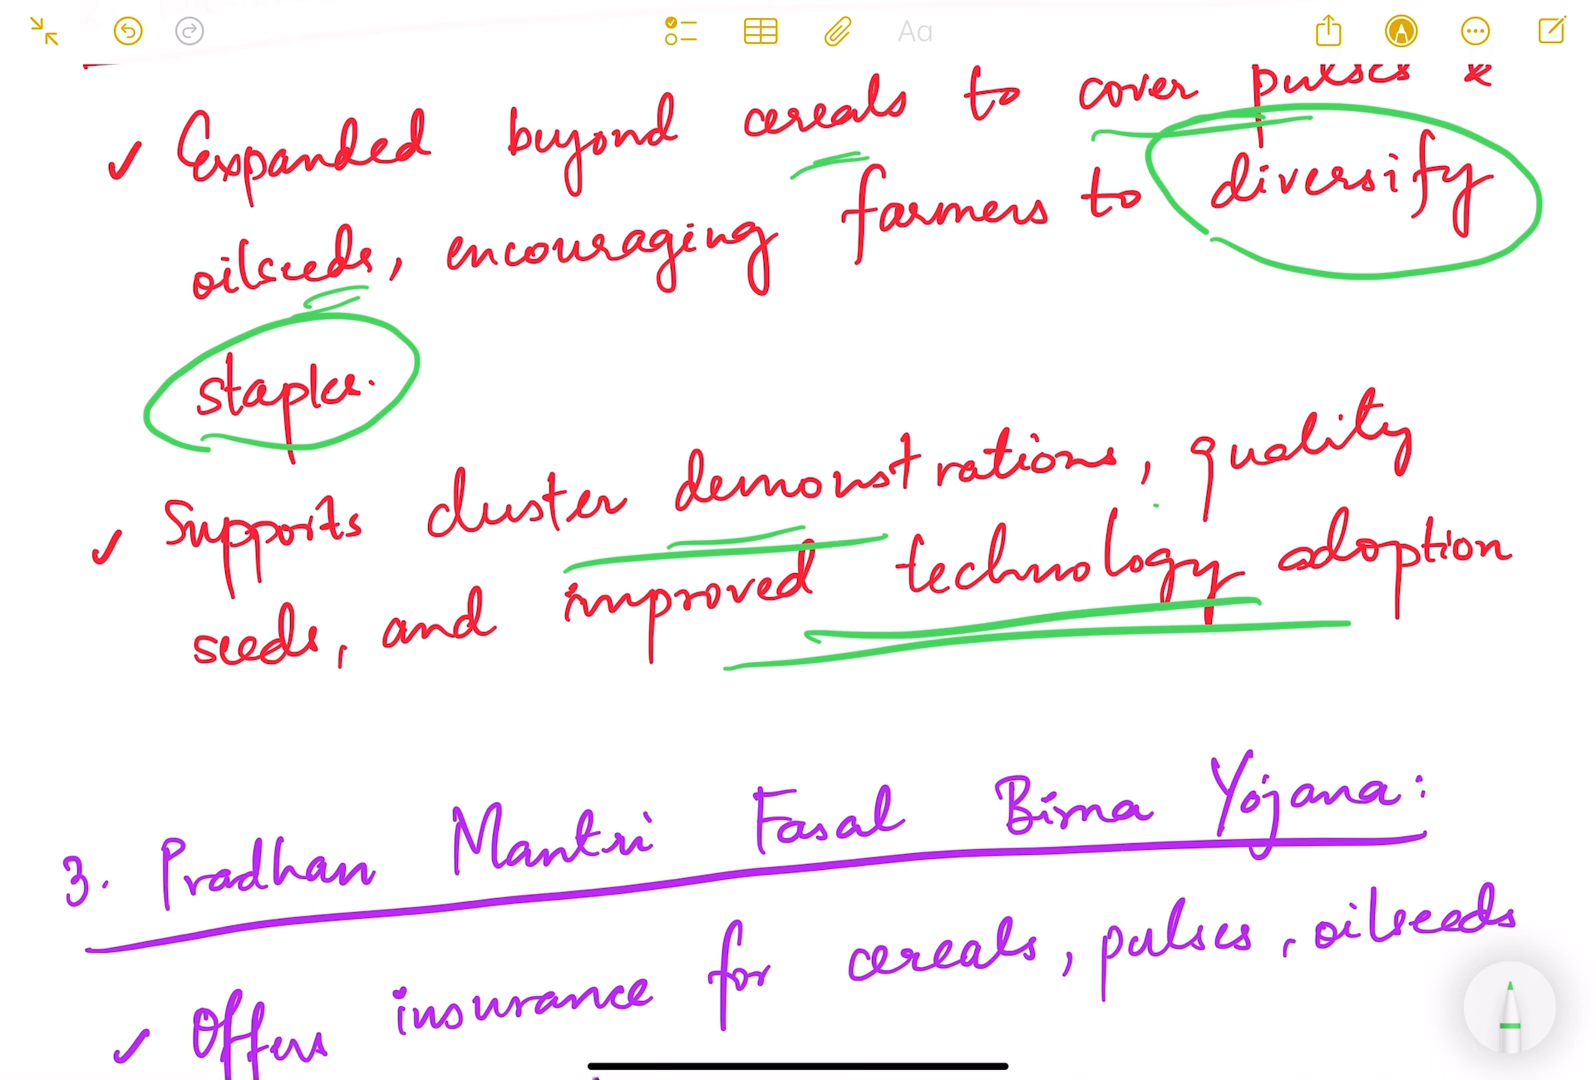 Aa
✓ Expanded beyond cereals to cover pulses &
oilseeds, encouraging farmers to diversify
staples.
✓ Supports cluster demonstrations, quality
seeds, and improved technology adoption
3. Pradhan Mantri Fasal Bima Yojana:
✓ Offers insurance for cereals, pulses, oilseeds